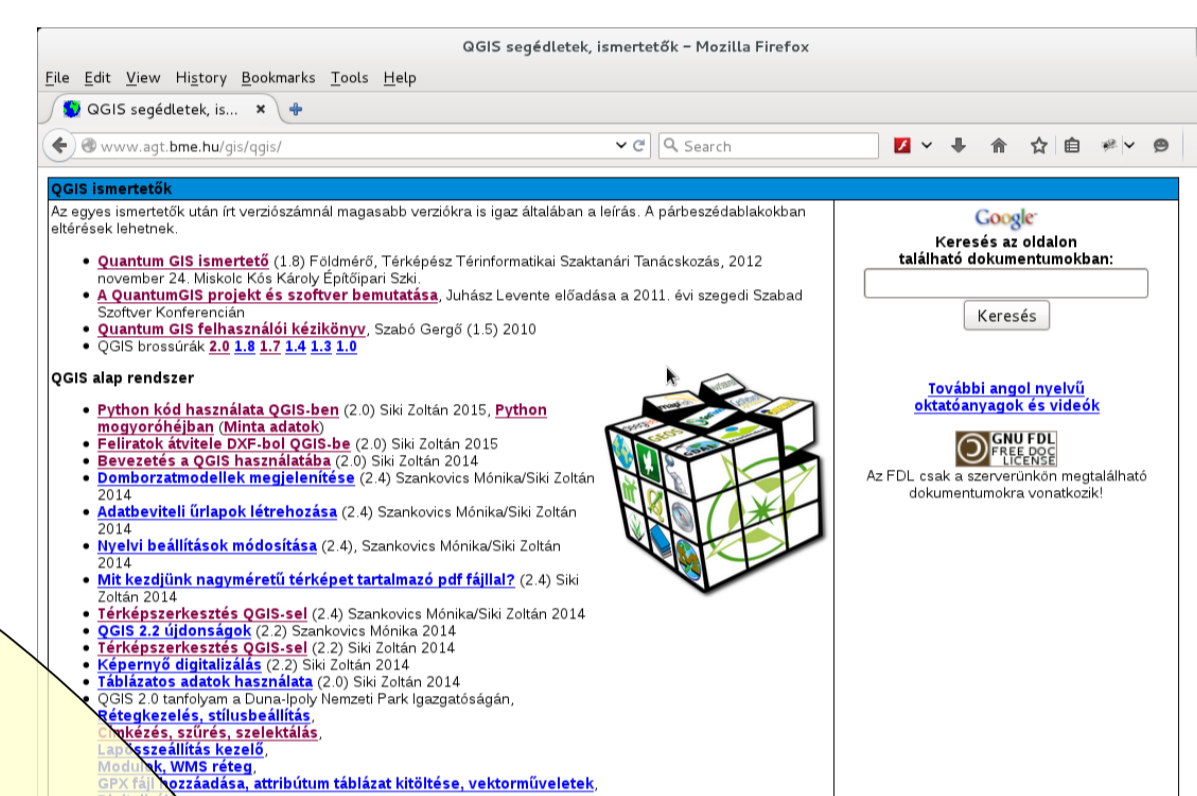 QGIS segédletek, ismertetők – Mozilla Firefox
File Edit View History Bookmarks Tools Help
QGIS segédletek, is...
www.agt.bme.hu/gis/qgis/
Search
QGIS ismertetők
Az egyes ismertetők után írt verziószámnál magasabb verziókra is igaz általában a leírás. A párbeszédablakokban
eltérések lehetnek.
• Quantum GIS ismertető (1.8) Földmérő, Térképész Térinformatikai Szaktanári Tanácskozás, 2012
november 24. Miskolc Kós Károly Építőipari Szki.
• A QuantumGIS projekt és szoftver bemutatása, Juhász Levente előadása a 2011. évi szegedi Szabad
Szoftver Konferencián
• Quantum GIS felhasználói kézikönyv, Szabó Gergő (1.5) 2010
• QGIS brossúrák 2.0 1.8 1.7 1.4 1.3 1.0
QGIS alap rendszer
• Python kód használata QGIS-ben (2.0) Siki Zoltán 2015, Python
mogyoróhéjban (Minta adatok)
• Feliratok átvitele DXF-bol QGIS-be (2.0) Siki Zoltán 2015
• Bevezetés a QGIS használatába (2.0) Siki Zoltán 2014
• Domborzatmodellek megjelenítése (2.4) Szankovics Mónika/Siki Zoltán
2014
• Adatbeviteli űrlapok létrehozása (2.4) Szankovics Mónika/Siki Zoltán
2014
• Nyelvi beállítások módosítása (2.4), Szankovics Mónika/Siki Zoltán
2014
• Mit kezdjünk nagyméretű térképet tartalmazó pdf fájllal? (2.4) Siki
Zoltán 2014
• Térképszerkesztés QGIS-sel (2.4) Szankovics Mónika/Siki Zoltán 2014
• QGIS 2.2 újdonságok (2.2) Szankovics Mónika 2014
• Térképszerkesztés QGIS-sel (2.2) Siki Zoltán 2014
• Képernyő digitalizálás (2.2) Siki Zoltán 2014
• Táblázatos adatok használata (2.0) Siki Zoltán 2014
• QGIS 2.0 tanfolyam a Duna-Ipoly Nemzeti Park Igazgatóságán,
Rétegkezelés, stílusbeállítás,
Címkézés, szűrés, szelektálás,
Lapösszeállítás kezelő,
Modulok, WMS réteg,
GPX fájl hozzáadása, attribútum táblázat kitöltése, vektorműveletek,
GEOS
GDAL
Google
Keresés az oldalon
található dokumentumokban:
Keresés
További angol nyelvű
oktatóanyagok és videók
GNU FDL
FREE DOC
LICENSE
Az FDL csak a szerverünkön megtalálható
dokumentumokra vonatkozik!